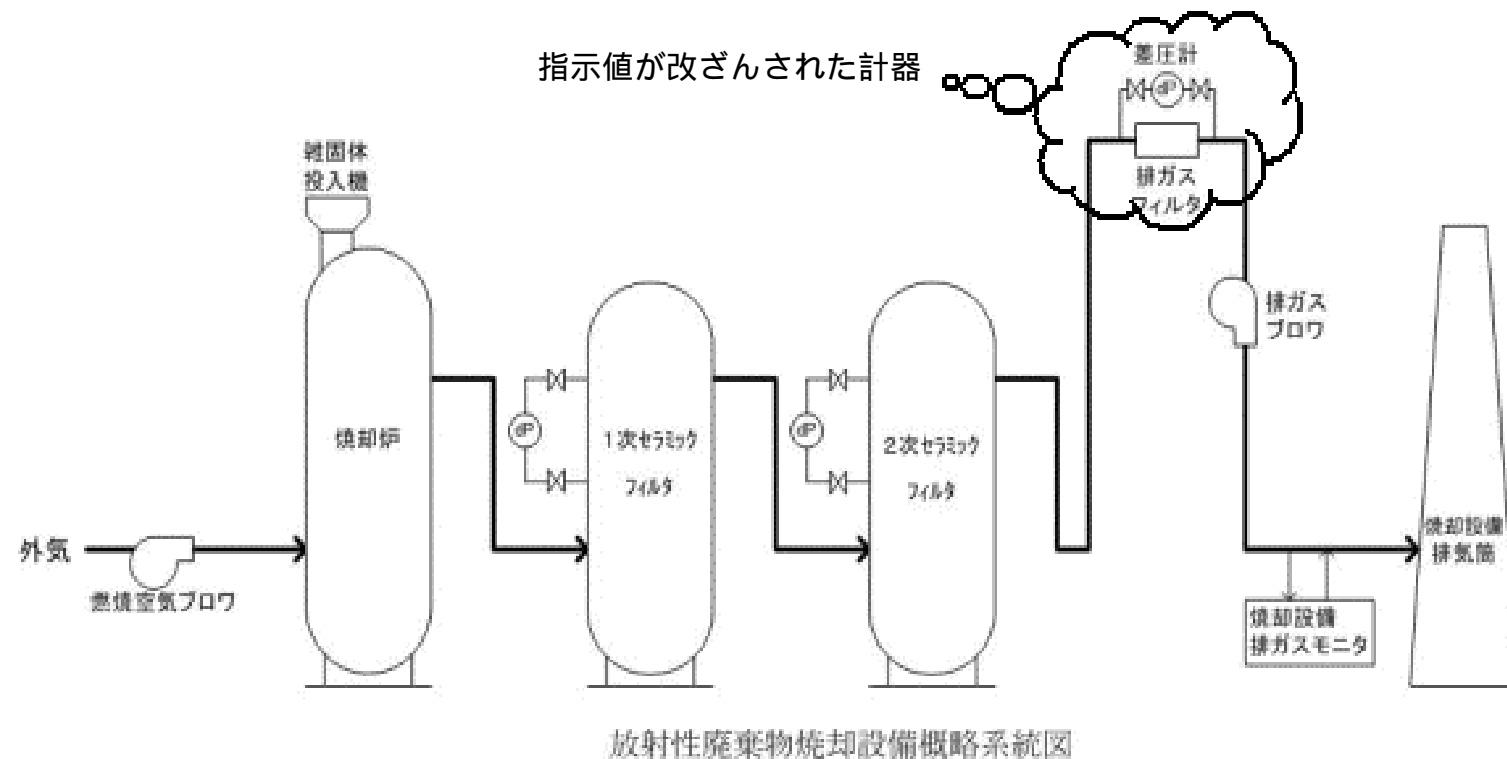 指示値が改ざんされた計器
差圧計
dP
排ガス
フィルタ
雑固体
投入機
焼却炉
dP
1次セラミック
フィルタ
dP
2次セラミック
フィルタ
排ガス
ブロワ
外気
燃焼空気ブロワ
焼却設備
排気筒
焼却設備
排ガスモニタ
放射性廃棄物焼却設備概略系統図